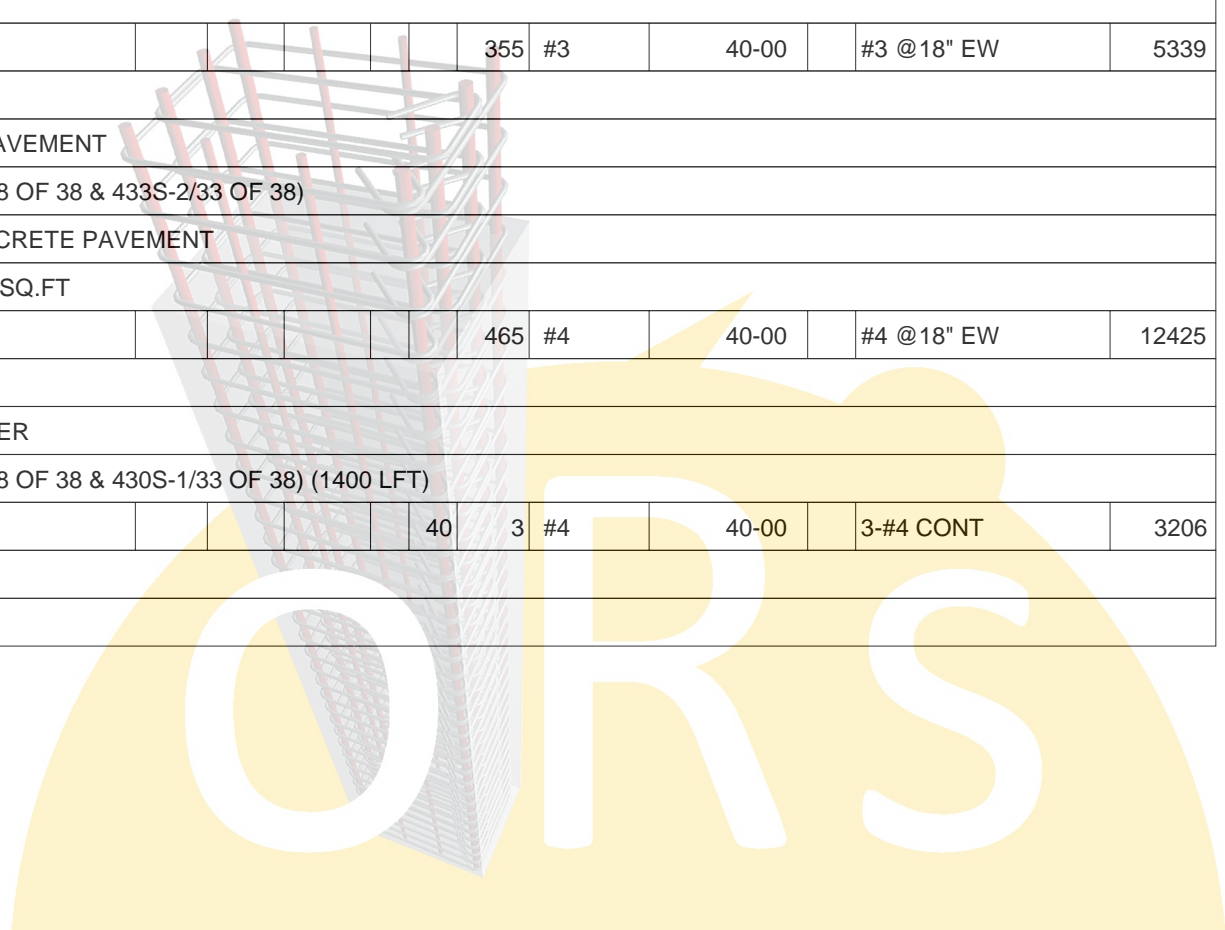 355 #3 40-00 #3 @18" EW 5339
AVEMENT
8 OF 38 & 433S-2/33 OF 38)
CRETE PAVEMENT
SQ.FT
465 #4 40-00 #4 @18" EW 12425
ER
8 OF 38 & 430S-1/33 OF 38) (1400 LFT)
40 3 #4 40-00 3-#4 CONT 3206
ORS